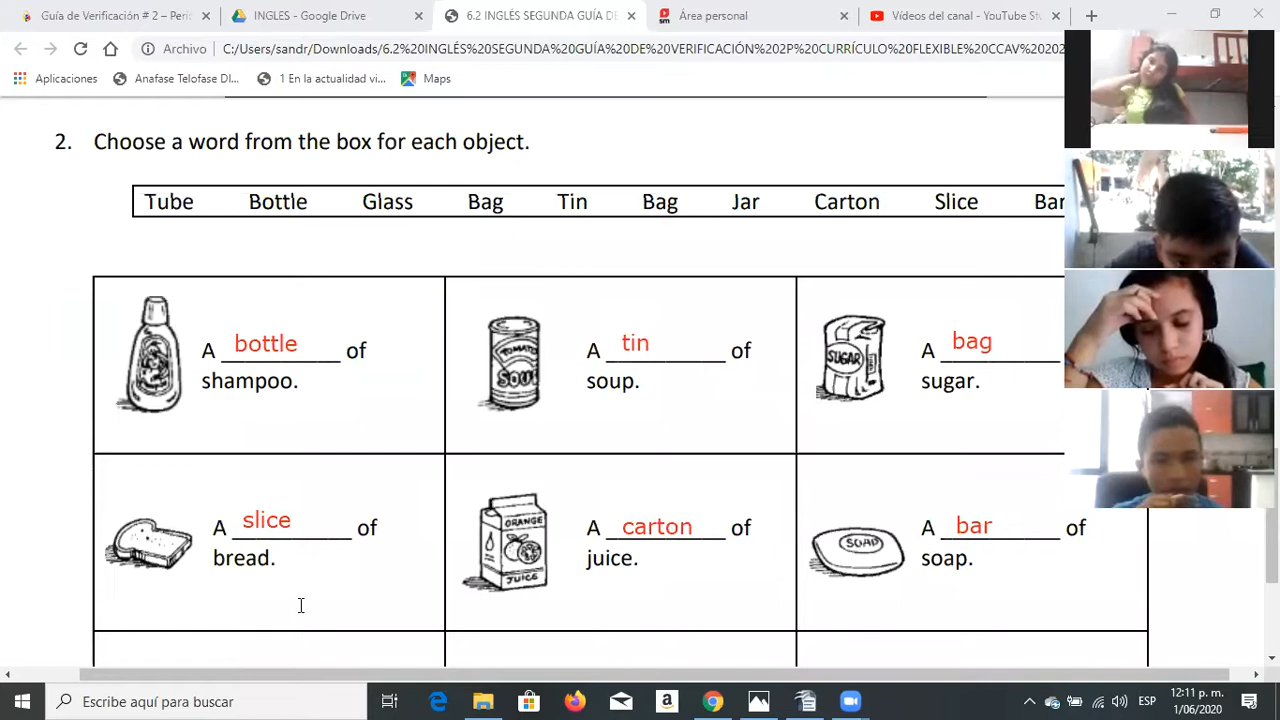 Guía de Verificación # 2 – Peri
INGLES - Google Drive
6.2 INGLÉS SEGUNDA GUÍA DE
Área personal
Vídeos del canal - YouTube St
Archivo
C:/Users/sandr/Downloads/6.2%20INGLÉS%20SEGUNDA%20GUÍA%20DE%20VERIFICACIÓN%202P%20CURRÍCULO%20FLEXIBLE%20CCAV%202
Aplicaciones
Anafase Telofase DI...
1 En la actualidad vi...
Maps
2. Choose a word from the box for each object.
Tube Bottle Glass Bag Tin Bag Jar Carton Slice Bar
A bottle of
shampoo.
TOMATO
SOUP
A tin of
soup.
SUGAR
A bag
sugar.
A slice of
bread.
ORANGE
JUICE
A carton of
juice.
SOAP
A bar of
soap.
Escribe aquí para buscar
ESP
12:11 p. m.
1/06/2020